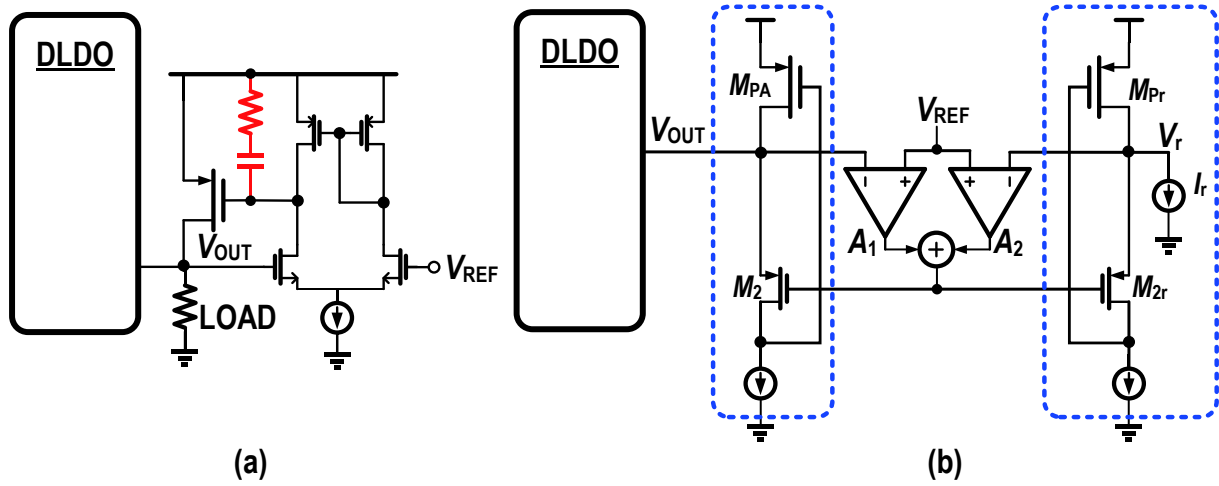 DLDO
VOUT
VREF
LOAD
(a)
DLDO
VOUT
MPA
VREF
MPr
Vr
Ir
A1
A2
M2
M2r
(b)